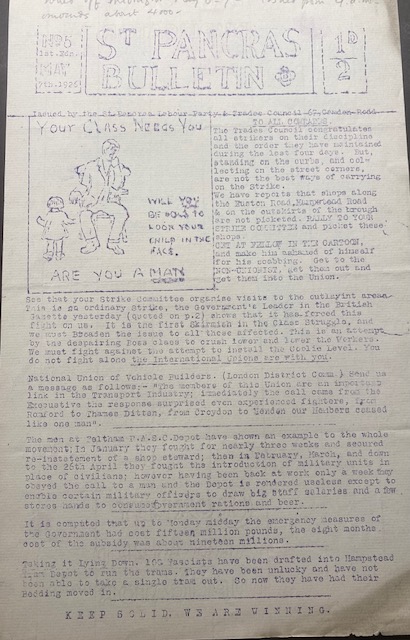 amounts about 400.
No 5
1st. Edn.
MAY
7th. 1926
ST PANCRAS
BULLETIN
1D
2
Issued by the St. Pancras Labour Party & Trades Council 67, Camden Road
YOUR CLASS NEEDS YOU
WILL YOU
BE ABLE TO
LOOK YOUR
CHILD IN THE
FACE.
ARE YOU A MAN
TO ALL COMRADES.
The Trades Council congratulates
all strikers on their discipline
and the order they have maintained
during the last four days. But,
standing on the curbs, and col-
lecting on the street corners,
are not the best ways of carrying
on the Strike.
We have reports that shops along
the Euston Road, Hampstead Road
& on the outskirts of the borough
are not picketed. RALLY TO YOUR
STRIKE COMMITTEE and picket these
shops.
GET AT FELLOW IN THE CARTOON,
and make him ashamed of himself
for his scabbing. Get to the
NON-UNIONIST, get them out and
get them into the Union.
See that your Strike Committee organise visits to the outlaying areas
This is no ordinary Strike, the Government's Leader in the British
Gazette yesterday (quoted on p 2) shows that it has forced this
fight on us. It is the first Skirmish in the Class Struggle, and
we must Broaden the issue to all those affected. This is an attempt
by the despairing Boss class to crush lower and lower the Workers.
We must fight against the attempt to install the Coolie Level. You
do not fight alone the International Unions are with you.
National Union of Vehicle Builders. (London District Comm.) Send us
a message as follows:- "The members of this Union are an important
link in the Transport Industry; immediately the call come from the
Executive the response surprised even experienced fighters, from
Romford to Thames Ditton, from Croydon to Hendon our Members ceased
like one man".
The men at Feltham R.A.S.C. Depot have shown an example to the whole
movement; In January they fought for nearly three weeks and secured
re-instatement of a shop steward; then in February, March, and down
to the 26th April they fought the introduction of military units in
place of civilians; however having been back at work only a week they
obeyed the call to a man and the Depot is rendered useless except to
enable certain military officers to draw big Staff salaries and a few
stores hands to consume Government rations and beer.
It is computed that up to Monday midday the emergency measures of
the Government had cost fifteen million pounds, the eight months
cost of the subsidy was about nineteen millions.
Taking it Lying Down. 100 Fascists have been drafted into Hampstead
Tram Depot to run the trams. They have been unlucky and have not
been able to take a single tram out. So now they have had their
Bedding moved in.
KEEP SOLID. WE ARE WINNING.